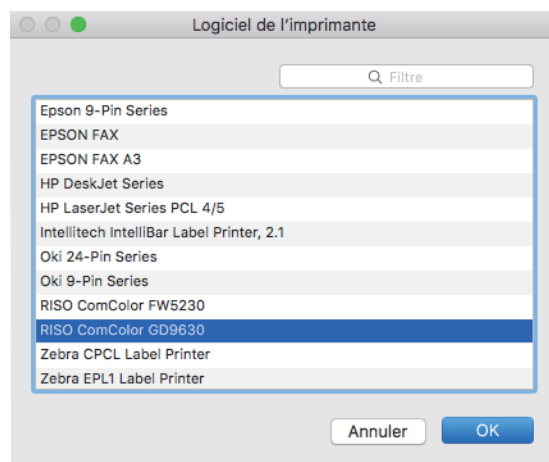 Logiciel de l'imprimante
Filtre
Epson 9-Pin Series
EPSON FAX
EPSON FAX A3
HP DeskJet Series
HP LaserJet Series PCL 4/5
Intellitech IntelliBar Label Printer, 2.1
Oki 24-Pin Series
Oki 9-Pin Series
RISO ComColor FW5230
RISO ComColor GD9630
Zebra CPCL Label Printer
Zebra EPL1 Label Printer
Annuler OK